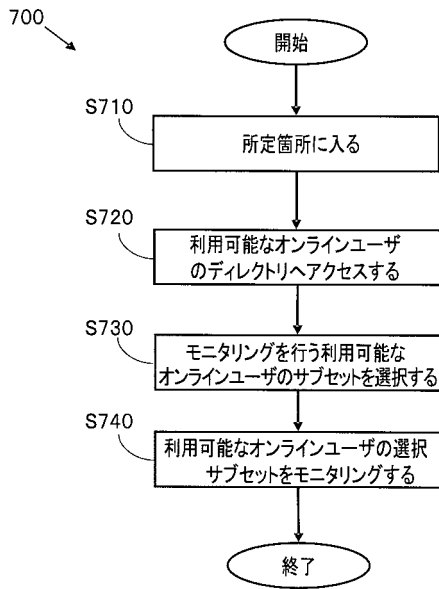 700
開始
S710
所定箇所に入る
S720
利用可能なオンラインユーザ
のディレクトリへアクセスする
S730
モニタリングを行う利用可能な
オンラインユーザのサブセットを選択する
S740
利用可能なオンラインユーザの選択
サブセットをモニタリングする
終了